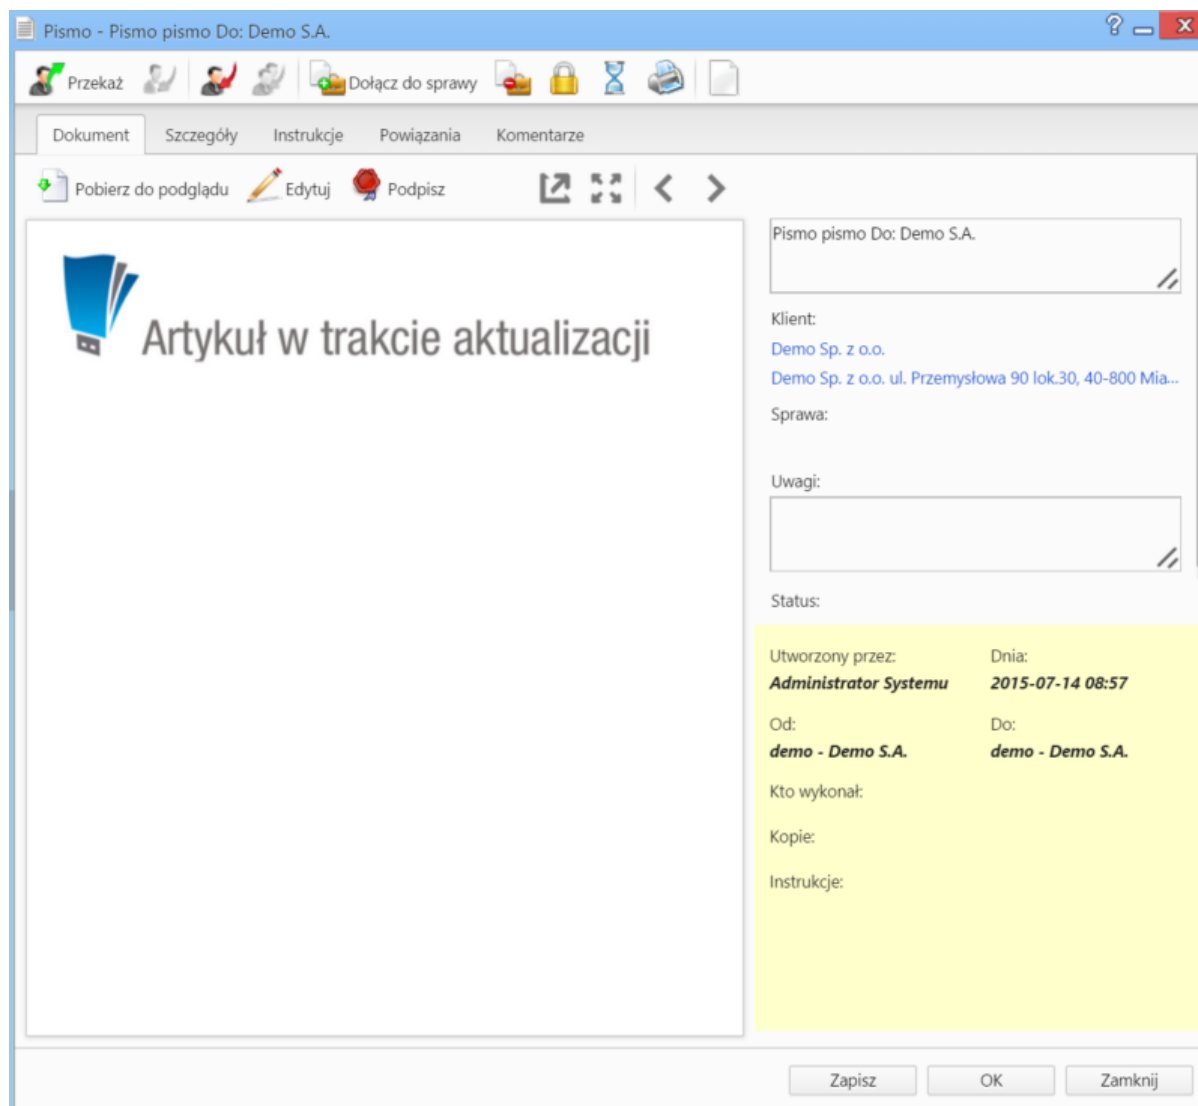 Pismo - Pismo pismo Do: Demo S.A.
Przekaż Dołącz do sprawy
Dokument Szczegóły Instrukcje Powiązania Komentarze
Pobierz do podglądu Edytuj Podpisz
Artykuł w trakcie aktualizacji
Pismo pismo Do: Demo S.A.
Klient:
Demo Sp. z o.o.
Demo Sp. z o.o. ul. Przemysłowa 90 lok.30, 40-800 Mia...
Sprawa:
Uwagi:
Status:
Utworzony przez: Dnia:
Administrator Systemu 2015-07-14 08:57
Od: Do:
demo - Demo S.A. demo - Demo S.A.
Kto wykonał:
Kopie:
Instrukcje:
Zapisz OK Zamknij